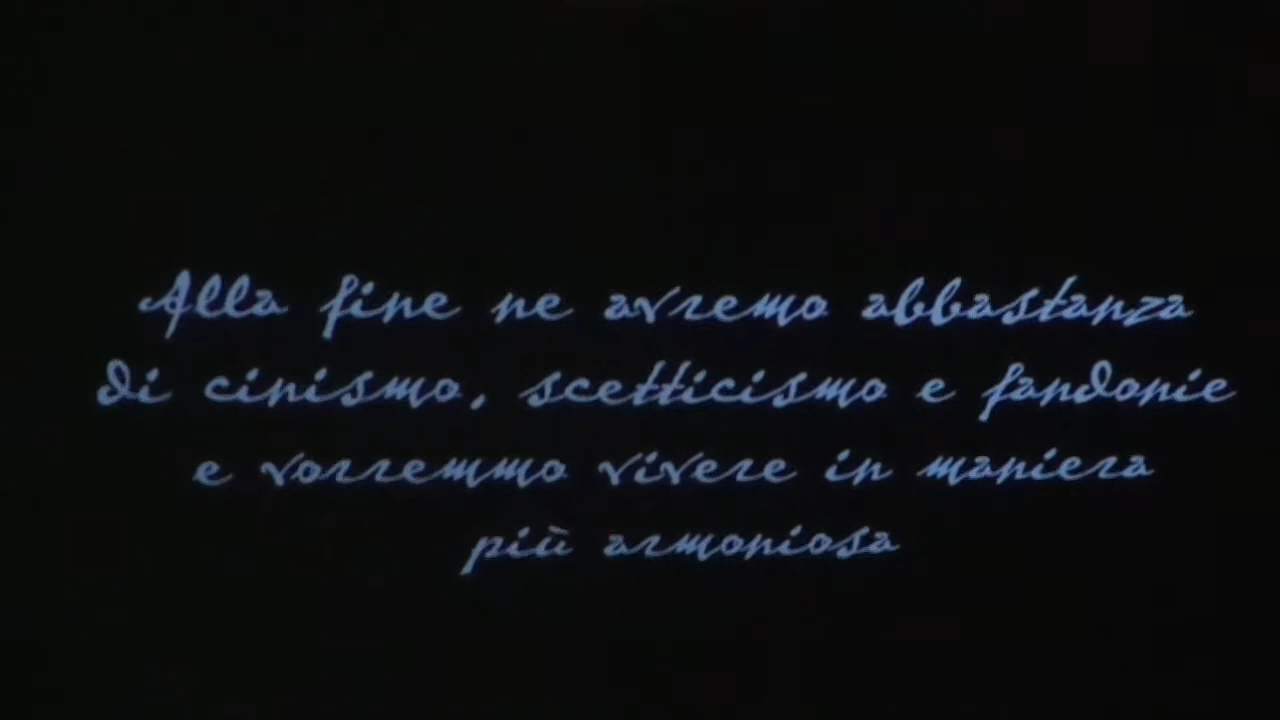 Alla fine ne avremo abbastanza
di cinismo, scetticismo e fandonie
e vorremmo vivere in maniera
più armoniosa